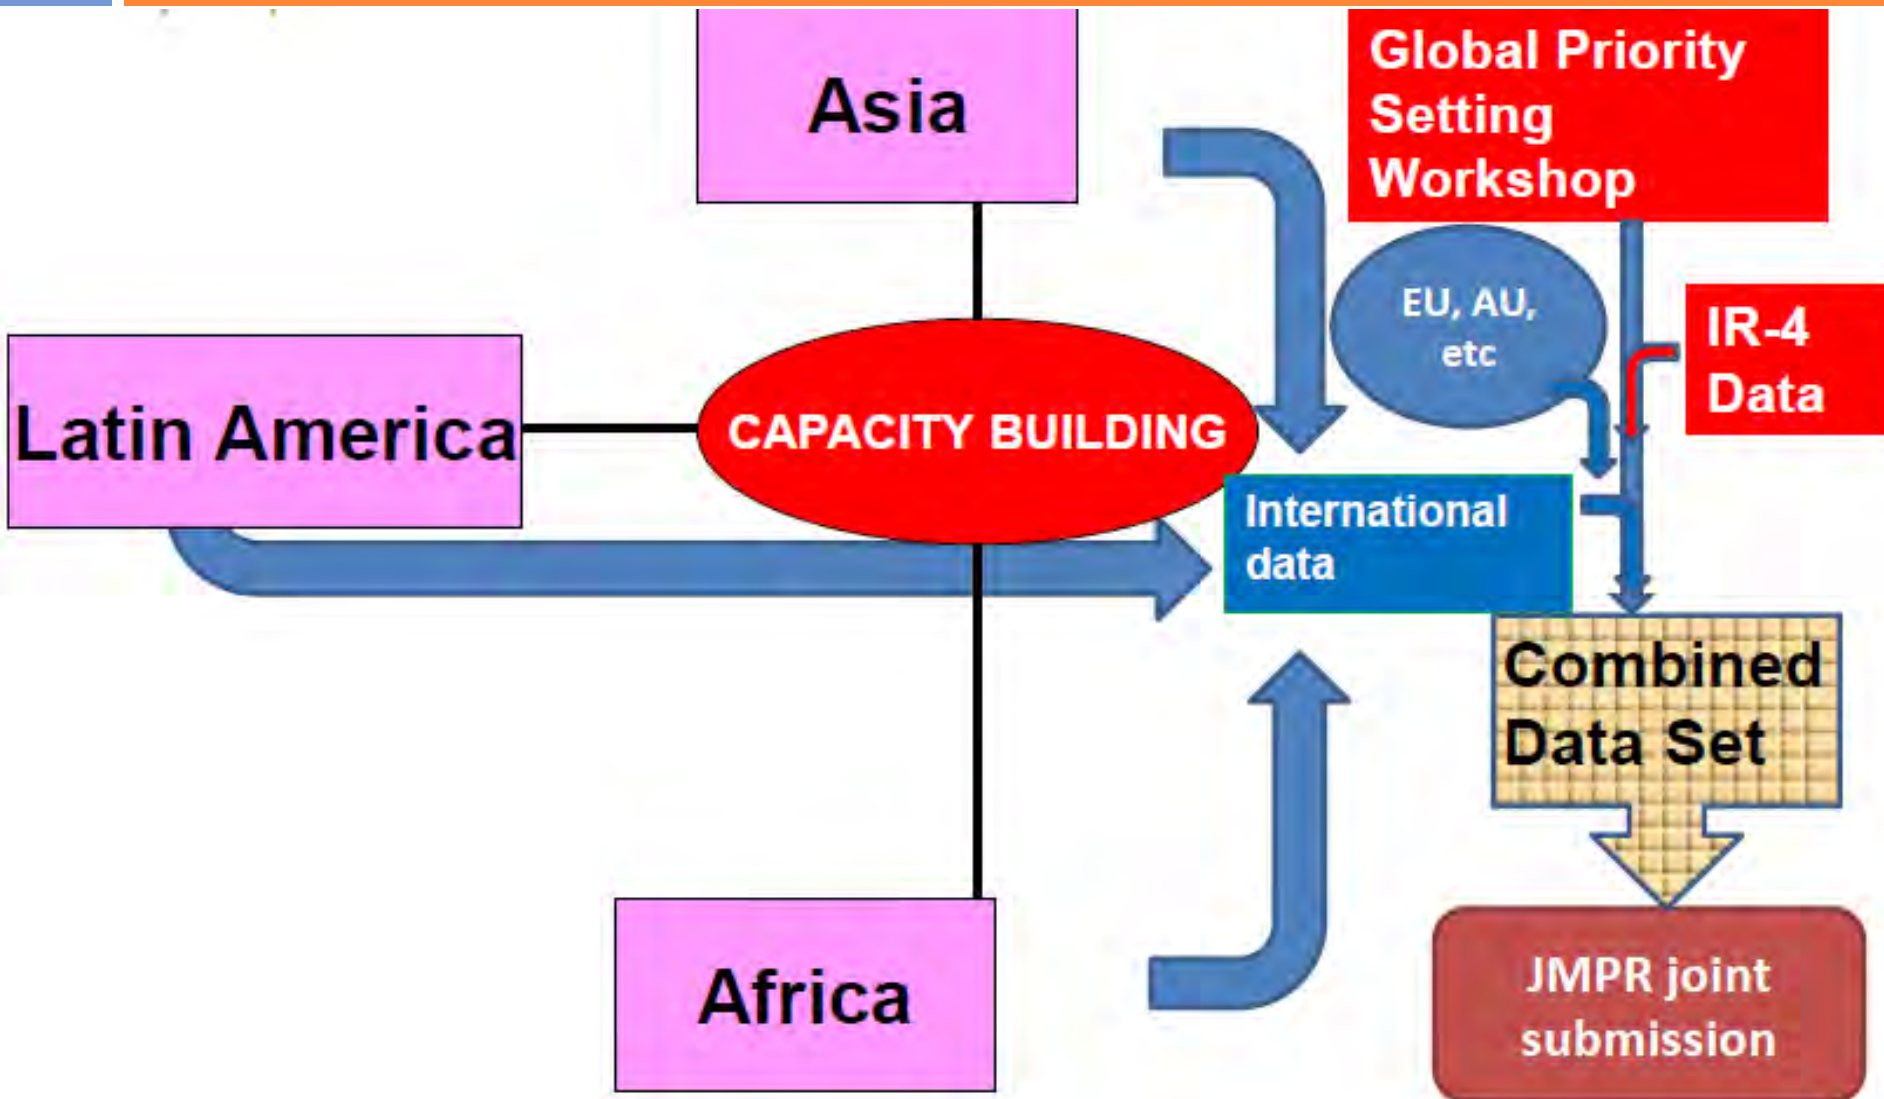 Asia
Global Priority
Setting
Workshop
EU, AU,
etc
IR-4
Data
Latin America
CAPACITY BUILDING
International
data
Combined
Data Set
Africa
JMPR joint
submission